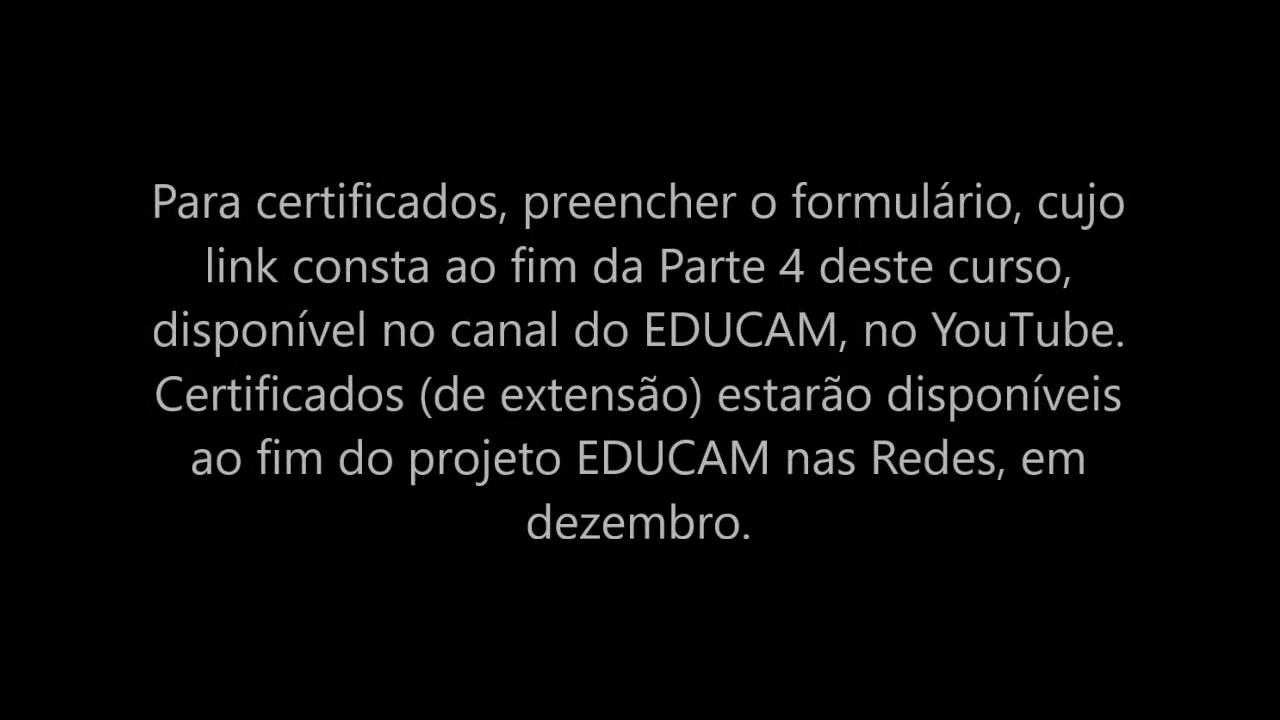 Para certificados, preencher o formulário, cujo
link consta ao fim da Parte 4 deste curso,
disponível no canal do EDUCAM, no YouTube.
Certificados (de extensão) estarão disponíveis
ao fim do projeto EDUCAM nas Redes, em
dezembro.